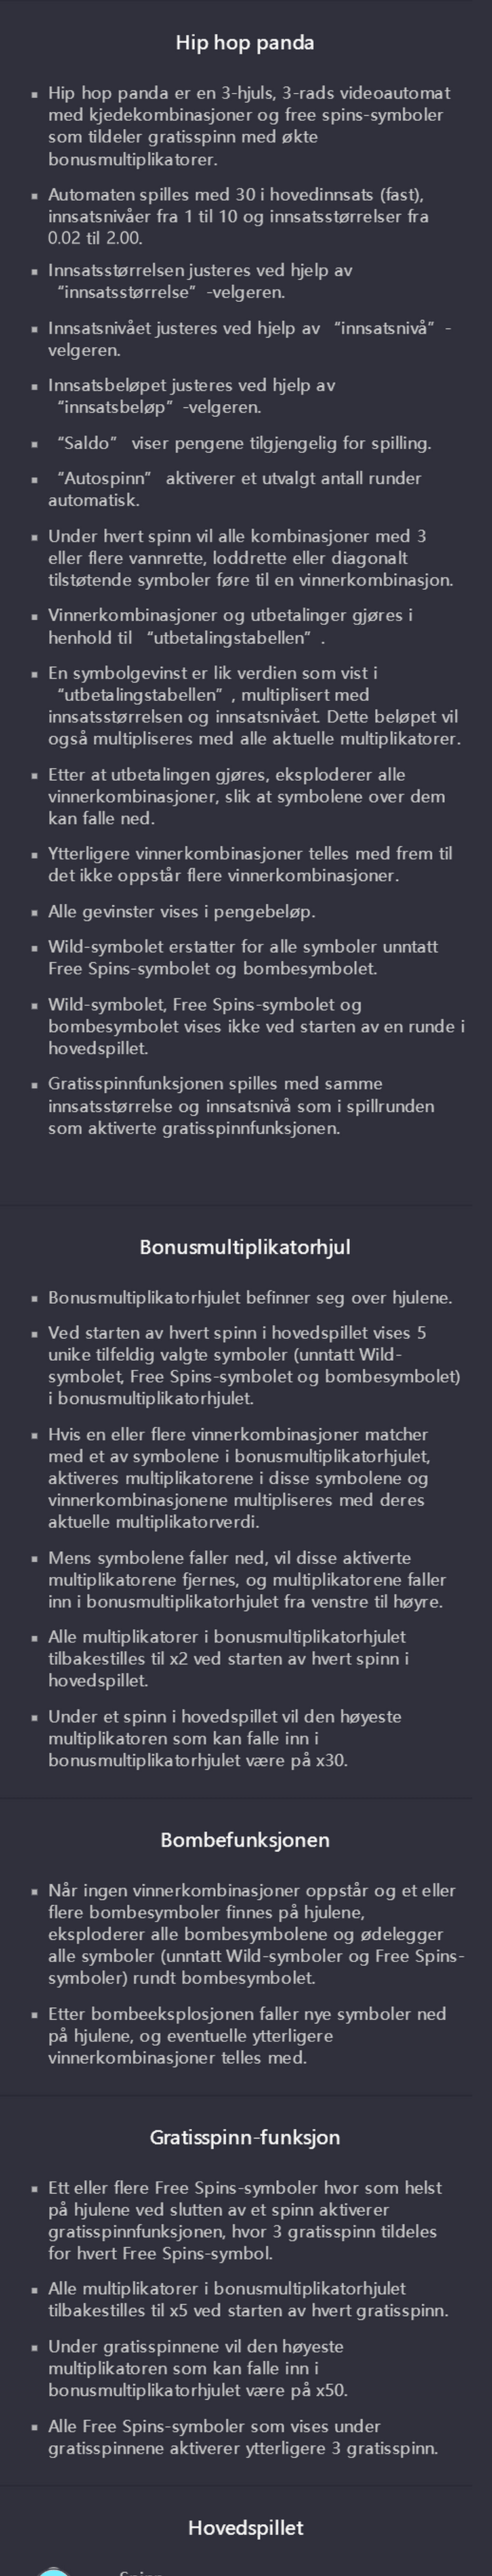 Hip hop panda
▪ Hip hop panda er en 3-hjuls, 3-rads videoautomat
med kjedekombinasjoner og free spins-symboler
som tildeler gratisspinn med økte
bonusmultiplikatorer.
▪ Automaten spilles med 30 i hovedinnsats (fast),
innsatsnivåer fra 1 til 10 og innsatsstørrelser fra
0.02 til 2.00.
▪ Innsatsstørrelsen justeres ved hjelp av
“innsatsstørrelse” -velgeren.
▪ Innsatsnivået justeres ved hjelp av “innsatsnivå” -
velgeren.
▪ Innsatsbeløpet justeres ved hjelp av
“innsatsbeløp” -velgeren.
▪ “Saldo” viser pengene tilgjengelig for spilling.
▪ “Autospinn” aktiverer et utvalgt antall runder
automatisk.
▪ Under hvert spinn vil alle kombinasjoner med 3
eller flere vannrette, loddrette eller diagonalt
tilstøtende symboler føre til en vinnerkombinasjon.
▪ Vinnerkombinasjoner og utbetalinger gjøres i
henhold til “utbetalingstabellen” .
▪ En symbolgevinst er lik verdien som vist i
“utbetalingstabellen” , multiplisert med
innsatsstørrelsen og innsatsnivået. Dette beløpet vil
også multipliseres med alle aktuelle multiplikatorer.
▪ Etter at utbetalingen gjøres, eksploderer alle
vinnerkombinasjoner, slik at symbolene over dem
kan falle ned.
▪ Ytterligere vinnerkombinasjoner telles med frem til
det ikke oppstår flere vinnerkombinasjoner.
▪ Alle gevinster vises i pengebeløp.
▪ Wild-symbolet erstatter for alle symboler unntatt
Free Spins-symbolet og bombesymbolet.
▪ Wild-symbolet, Free Spins-symbolet og
bombesymbolet vises ikke ved starten av en runde i
hovedspillet.
▪ Gratisspinnfunksjonen spilles med samme
innsatsstørrelse og innsatsnivå som i spillrunden
som aktiverte gratisspinnfunksjonen.
Bonusmultiplikatorhjul
▪ Bonusmultiplikatorhjulet befinner seg over hjulene.
▪ Ved starten av hvert spinn i hovedspillet vises 5
unike tilfeldig valgte symboler (unntatt Wild-
symbolet, Free Spins-symbolet og bombesymbolet)
i bonusmultiplikatorhjulet.
▪ Hvis en eller flere vinnerkombinasjoner matcher
med et av symbolene i bonusmultiplikatorhjulet,
aktiveres multiplikatorene i disse symbolene og
vinnerkombinasjonene multipliseres med deres
aktuelle multiplikatorverdi.
▪ Mens symbolene faller ned, vil disse aktiverte
multiplikatorene fjernes, og multiplikatorene faller
inn i bonusmultiplikatorhjulet fra venstre til høyre.
▪ Alle multiplikatorer i bonusmultiplikatorhjulet
tilbakestilles til x2 ved starten av hvert spinn i
hovedspillet.
▪ Under et spinn i hovedspillet vil den høyeste
multiplikatoren som kan falle inn i
bonusmultiplikatorhjulet være på x30.
Bombefunksjonen
▪ Når ingen vinnerkombinasjoner oppstår og et eller
flere bombesymboler finnes på hjulene,
eksploderer alle bombesymbolene og ødelegger
alle symboler (unntatt Wild-symboler og Free Spins-
symboler) rundt bombesymbolet.
▪ Etter bombeeksplosjonen faller nye symboler ned
på hjulene, og eventuelle ytterligere
vinnerkombinasjoner telles med.
Gratisspinn-funksjon
▪ Ett eller flere Free Spins-symboler hvor som helst
på hjulene ved slutten av et spinn aktiverer
gratisspinnfunksjonen, hvor 3 gratisspinn tildeles
for hvert Free Spins-symbol.
▪ Alle multiplikatorer i bonusmultiplikatorhjulet
tilbakestilles til x5 ved starten av hvert gratisspinn.
▪ Under gratisspinnene vil den høyeste
multiplikatoren som kan falle inn i
bonusmultiplikatorhjulet være på x50.
▪ Alle Free Spins-symboler som vises under
gratisspinnene aktiverer ytterligere 3 gratisspinn.
Hovedspillet